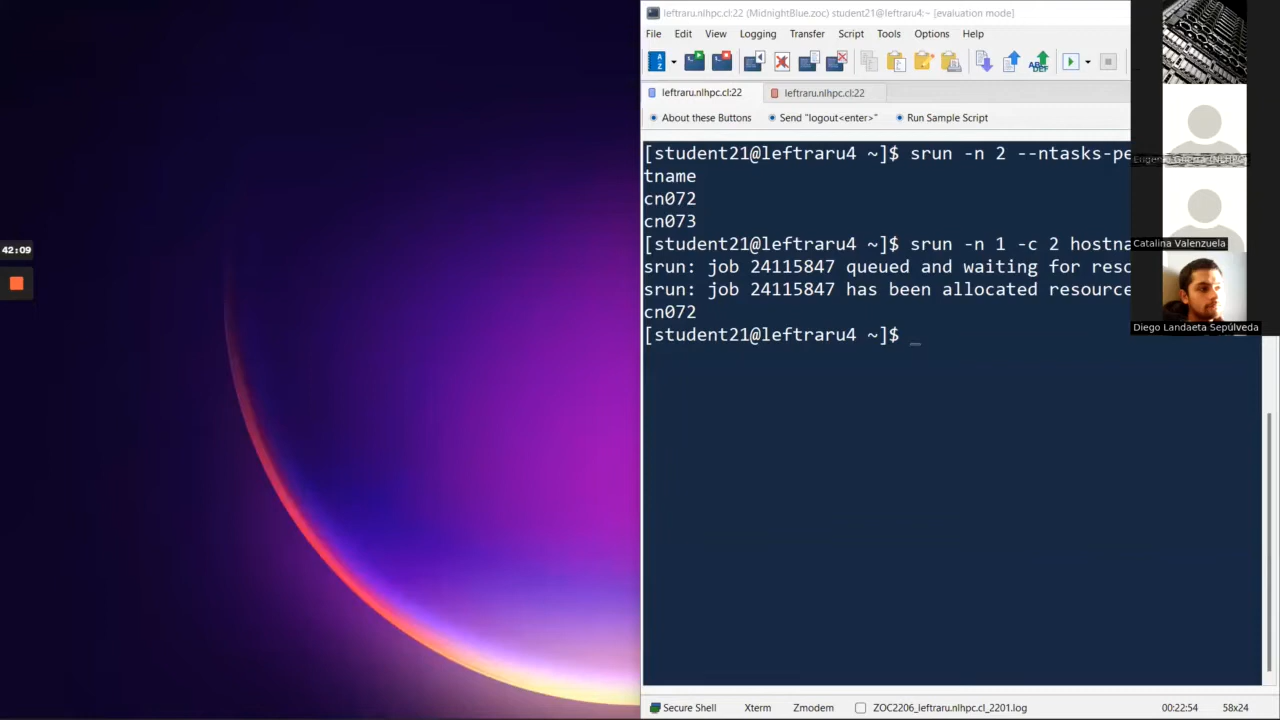 leftraru.nlhpc.cl:22 (MidnightBlue.zoc) student21@leftraru4:~ [evaluation mode]
File Edit View Logging Transfer Script Tools Options Help
leftraru.nlhpc.cl:22 leftraru.nlhpc.cl:22
About these Buttons Send "logout<enter>" Run Sample Script
[student21@leftraru4 ~]$ srun -n 2 --ntasks-pe
tname
cn072
cn073
[student21@leftraru4 ~]$ srun -n 1 -c 2 hostna
srun: job 24115847 queued and waiting for reso
srun: job 24115847 has been allocated resource
cn072
[student21@leftraru4 ~]$ _
42:09
Catalina Valenzuela
Diego Landaeta Sepúlveda
Secure Shell Xterm Zmodem ZOC2206_leftraru.nlhpc.cl_2201.log 00:22:54 58x24